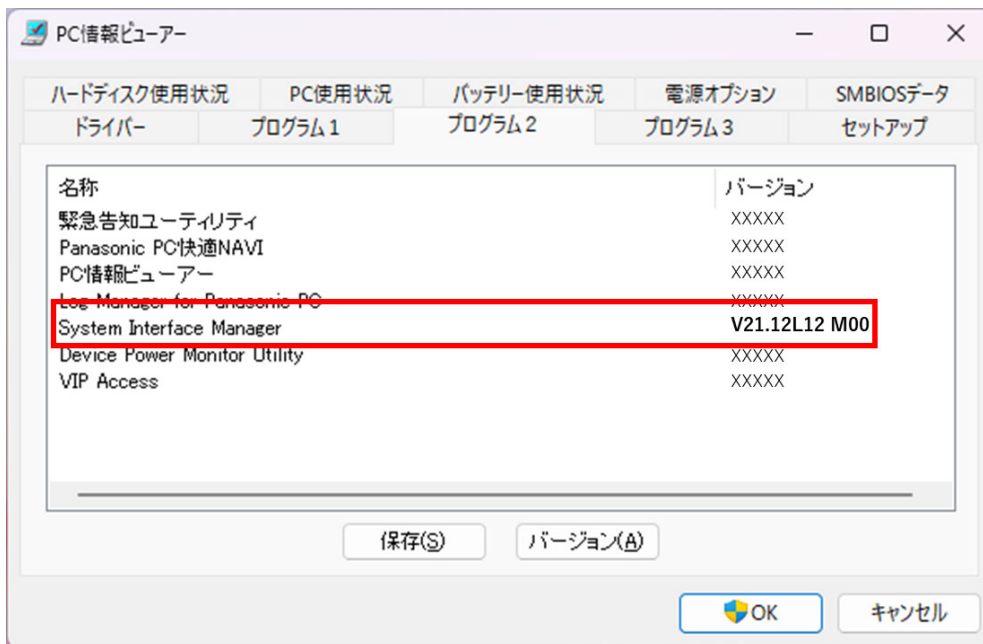 PC情報ビューアー
ハードディスク使用状況 PC使用状況 バッテリー使用状況 電源オプション SMBIOSデータ
ドライバー プログラム1 プログラム2 プログラム3 セットアップ
名称 バージョン
緊急告知ユーティリティ XXXXX
Panasonic PC快適NAVI XXXXX
PC情報ビューアー XXXXX
Log Manager for Panasonic PC XXXXX
System Interface Manager V21.12L12 M00
Device Power Monitor Utility XXXXX
VIP Access XXXXX
保存(S) バージョン(A)
OK キャンセル